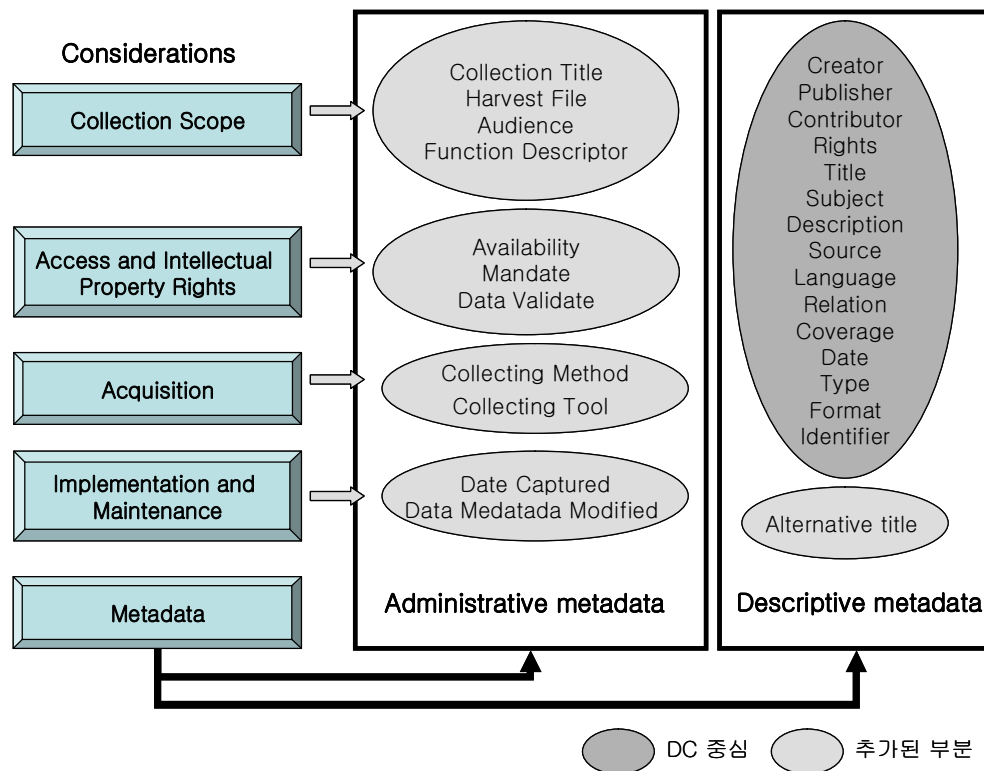 Considerations
Collection Scope
Access and Intellectual
Property Rights
Acquisition
Implementation and
Maintenance
Metadata
Collection Title
Harvest File
Audience
Function Descriptor
Availability
Mandate
Data Validate
Collecting Method
Collecting Tool
Date Captured
Data Medatada Modified
Administrative metadata
Creator
Publisher
Contributor
Rights
Title
Subject
Description
Source
Language
Relation
Coverage
Date
Type
Format
Identifier
Alternative title
Descriptive metadata
DC 중심
추가된 부분